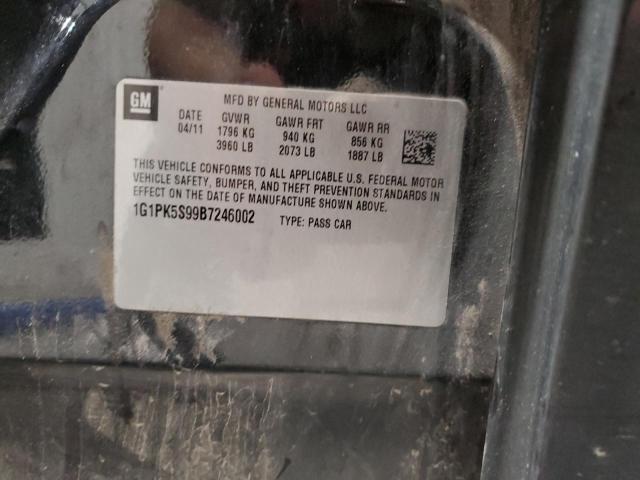 GM
MFD BY GENERAL MOTORS LLC
DATE GVWR GAWR FRT GAWR RR
04/11 1796 KG 940 KG 856 KG
3960 LB 2073 LB 1887 LB
THIS VEHICLE CONFORMS TO ALL APPLICABLE U.S. FEDERAL MOTOR
VEHICLE SAFETY, BUMPER, AND THEFT PREVENTION STANDARDS IN
EFFECT ON THE DATE OF MANUFACTURE SHOWN ABOVE.
1G1PK5S99B7246002 TYPE: PASS CAR